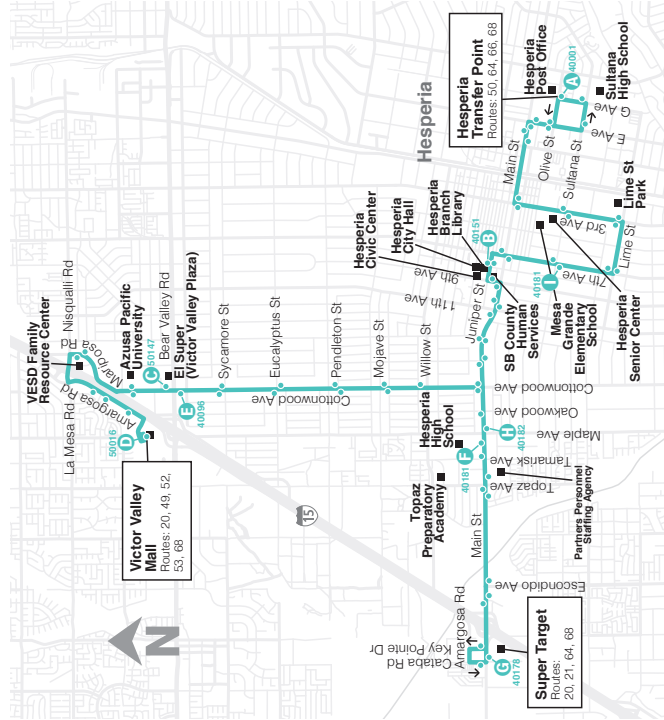 VESD Family
Resource Center
Nisqualli Rd
Mariposa Rd
Amargosa Rd
La Mesa Rd
50016
D
Victor Valley
Mall
Routes: 20, 49, 52,
53, 68
Azusa Pacific
University
C
50147
Bear Valley Rd
El Super
(Victor Valley Plaza)
E
40096
Sycamore St
Eucalyptus St
Cottonwood Ave
Pendleton St
Mojave St
Willow St
15
N
Hesperia
Civic Center
Hesperia
City Hall
Hesperia
Branch
Library
9th Ave
11th Ave
Juniper St
40151
B
SB County
Human
Services
Cottonwood Ave
Oakwood Ave
Maple Ave
Tamarisk Ave
Topaz Ave
Hesperia
High
School
F
40181
H
40182
Topaz
Preparatory
Academy
Partners Personnel
Staffing Agency
Main St
Escondido Ave
Amargosa Rd
Key Pointe Dr
Cataba Rd
G
40178
Super Target
Routes:
20, 21, 64, 68
Hesperia
Hesperia
Transfer Point
Routes: 50, 64, 66, 68
Hesperia
Post Office
A
40001
Sultana
High School
G Ave
E Ave
Main St
Olive St
Sultana St
3rd Ave
Lime St
Park
Lime St
7th Ave
40181
I
Mesa
Grande
Elementary
School
Hesperia
Senior Center